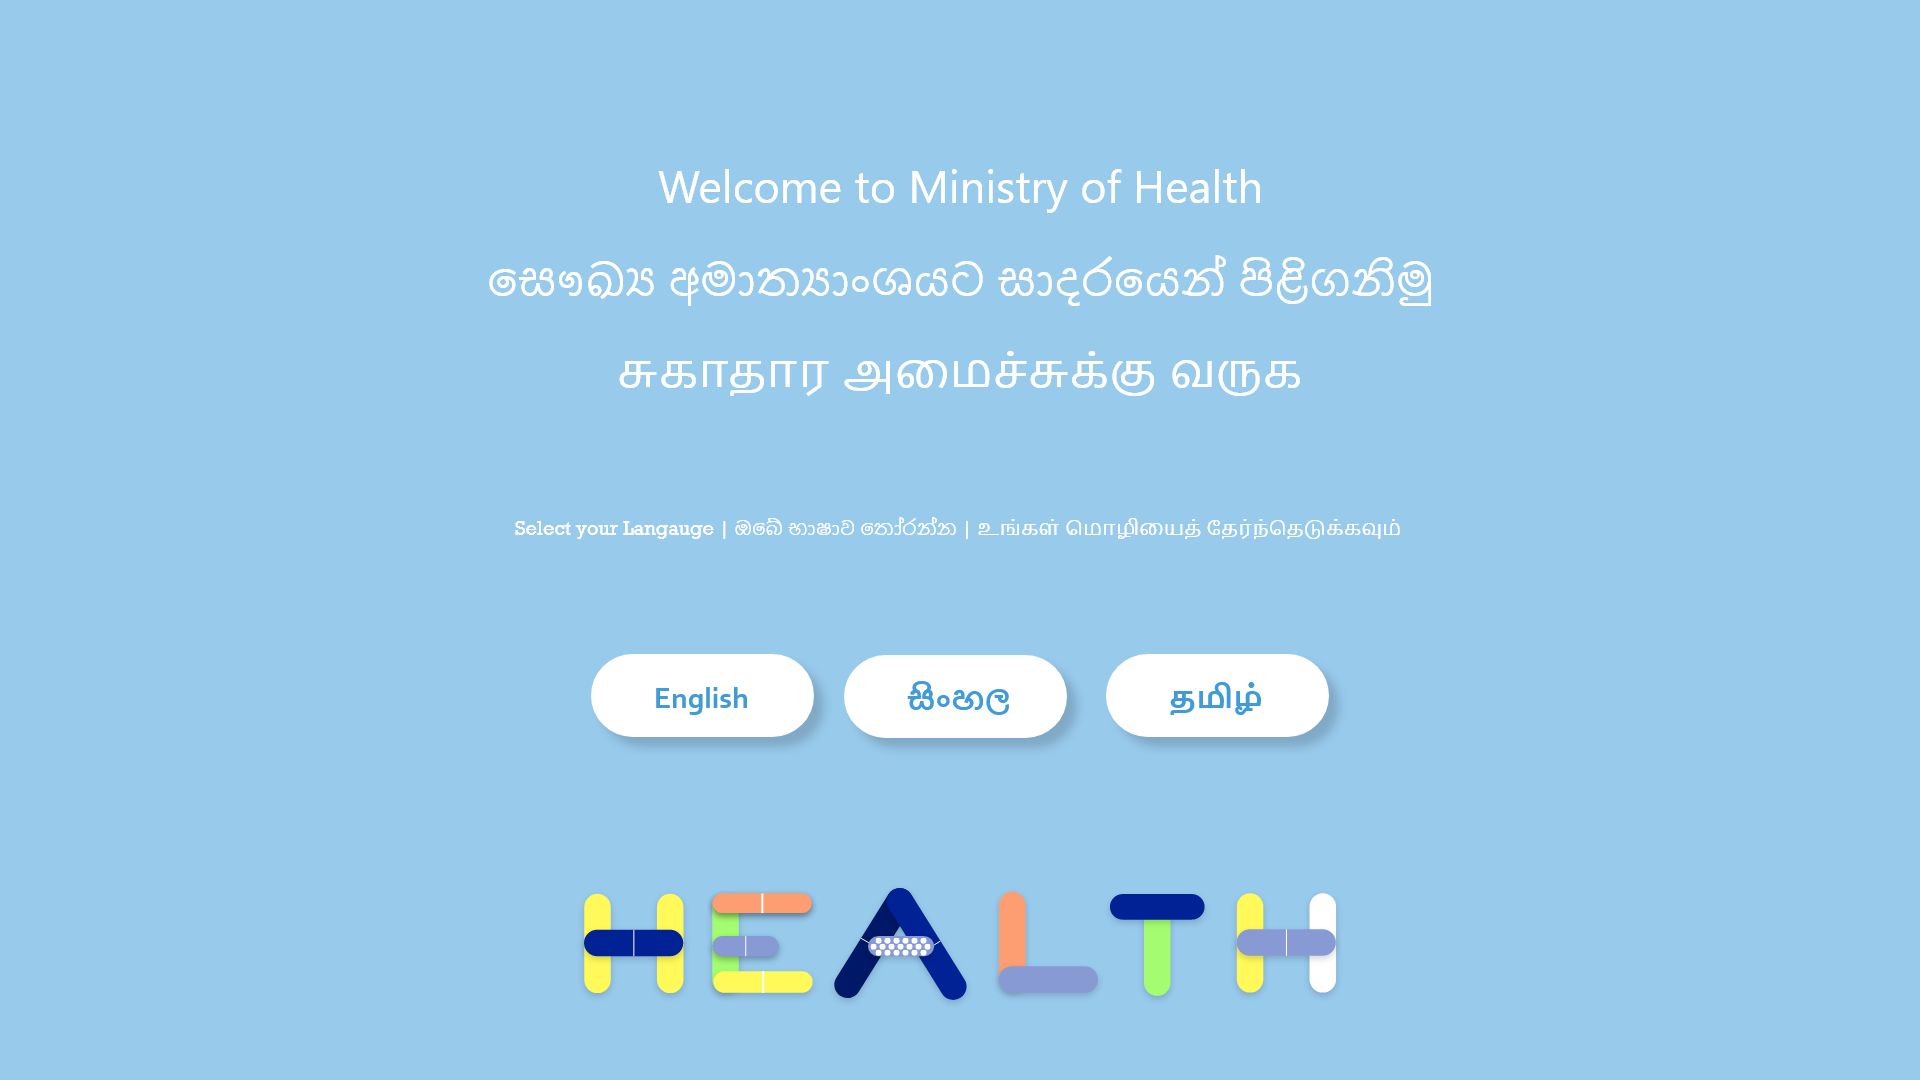 Welcome to Ministry of Health
සෞඛ්‍ය අමාත්‍යාංශයට සාදරයෙන් පිළිගනිමු
சுகாதார அமைச்சுக்கு வருக
Select your Langauge | ඔබේ භාෂාව තෝරන්න | உங்கள் மொழியைத் தேர்ந்தெடுக்கவும்
English සිංහල தமிழ்
HEALTH